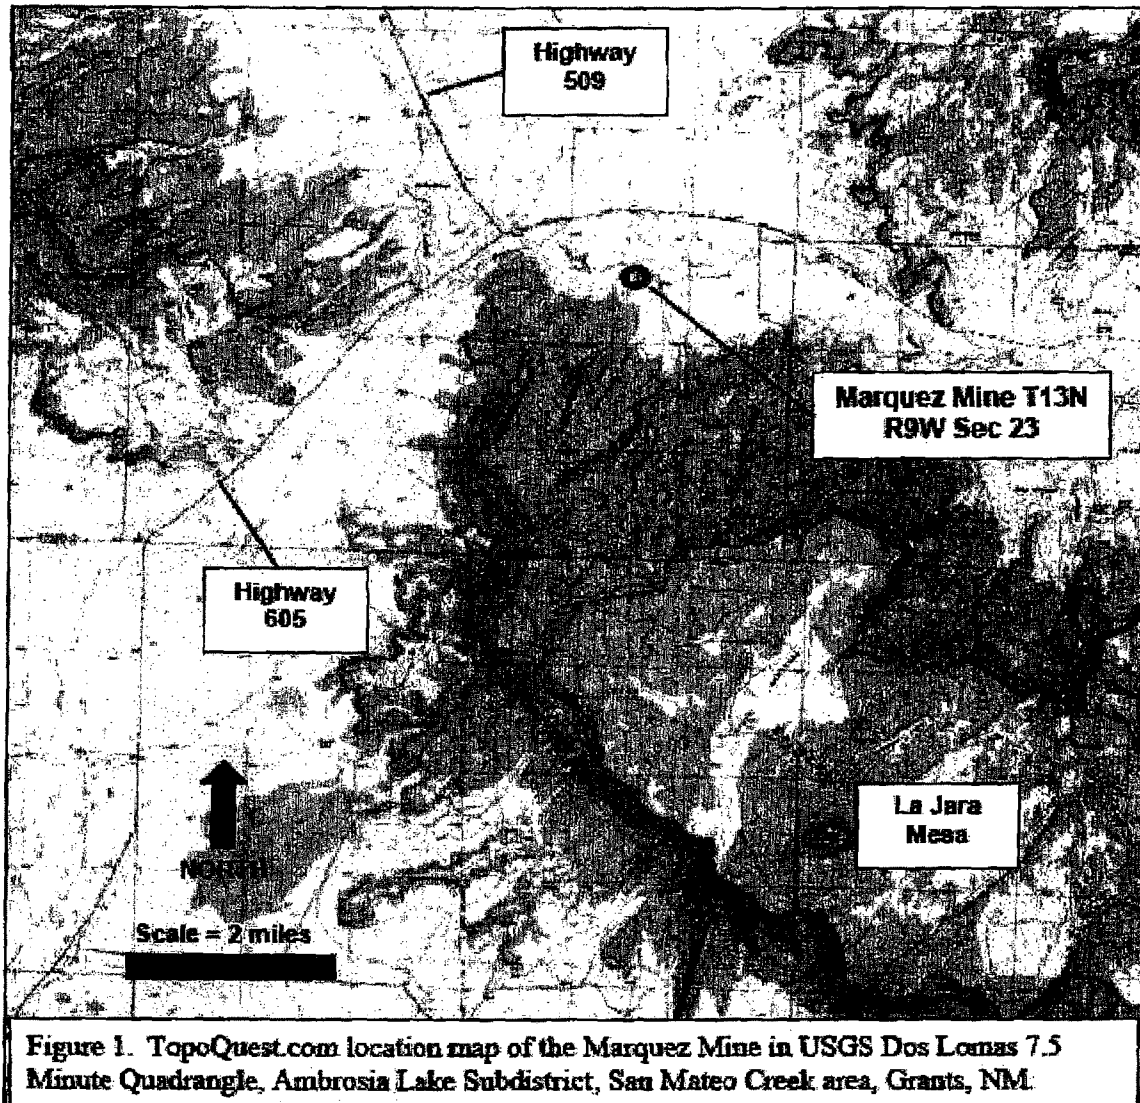 Highway
509
Marquez Mine T13N
R9W Sec 23
Highway
605
La Jara
Mesa
NORTH
Scale = 2 miles
Figure 1. TopoQuest.com location map of the Marquez Mine in USGS Dos Lomas 7.5
Minute Quadrangle, Ambrosia Lake Subdistrict, San Mateo Creek area, Grants, NM.